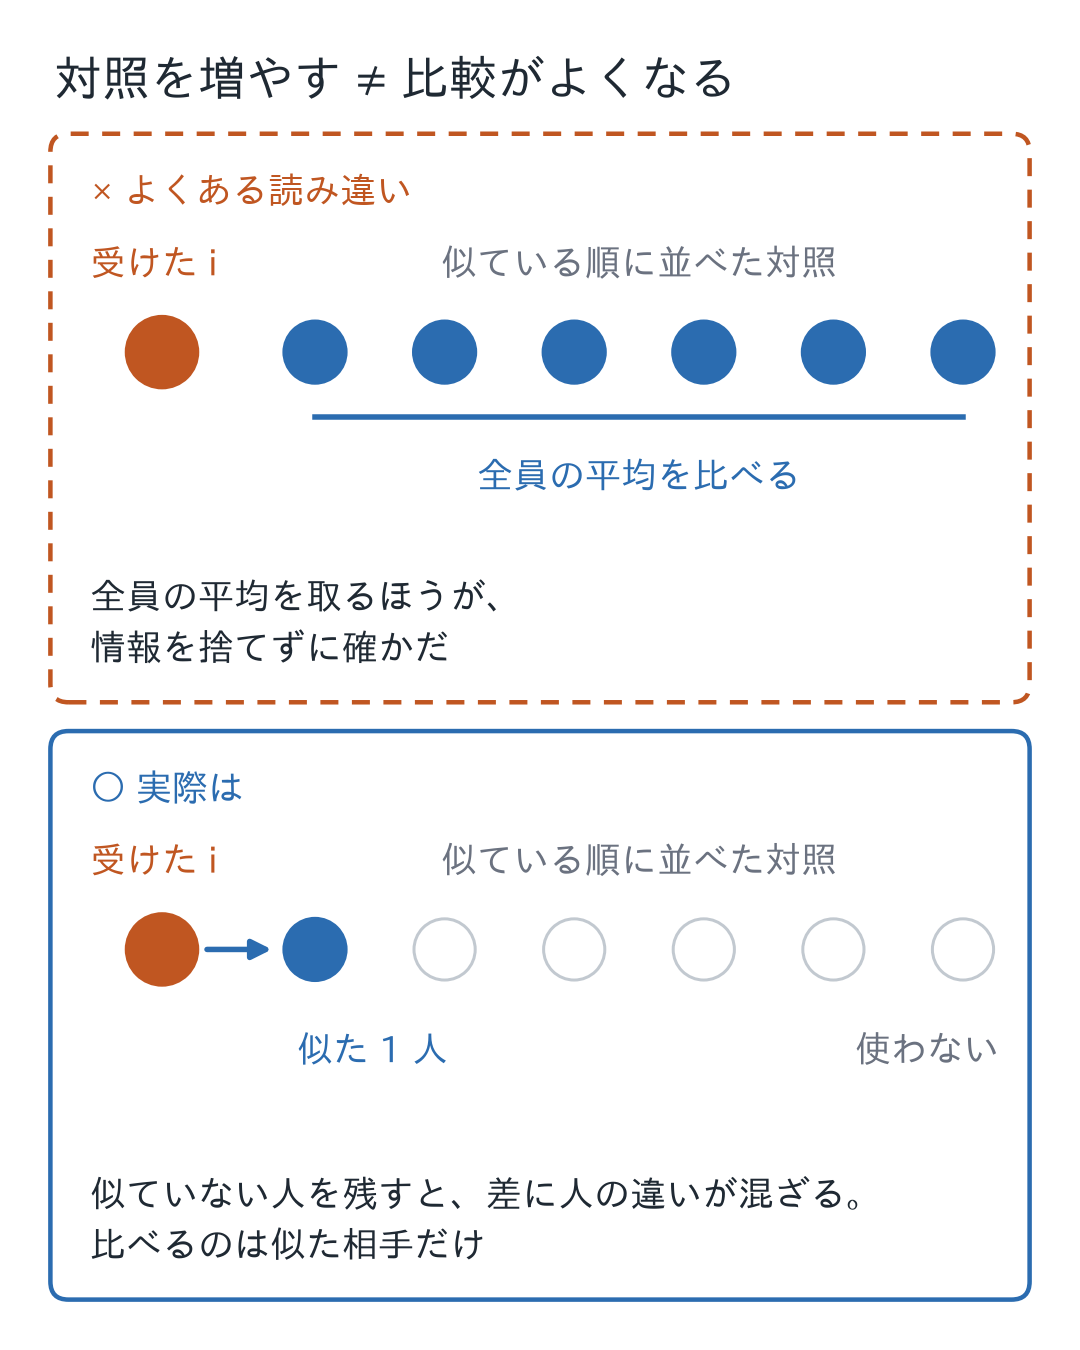 対照を増やす ≠ 比較がよくなる
× よくある読み違い
受けた i
似ている順に並べた対照
全員の平均を比べる
全員の平均を取るほうが、
情報を捨てずに確かだ
○ 実際は
受けた i
似ている順に並べた対照
似た 1 人
使わない
似ていない人を残すと、差に人の違いが混ざる。
比べるのは似た相手だけ